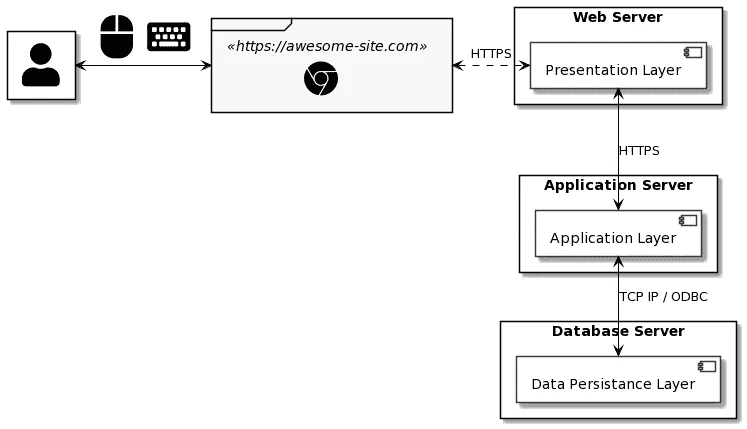 Web Server
«https://awesome-site.com»
HTTPS
Presentation Layer
HTTPS
Application Server
Application Layer
TCP IP / ODBC
Database Server
Data Persistance Layer